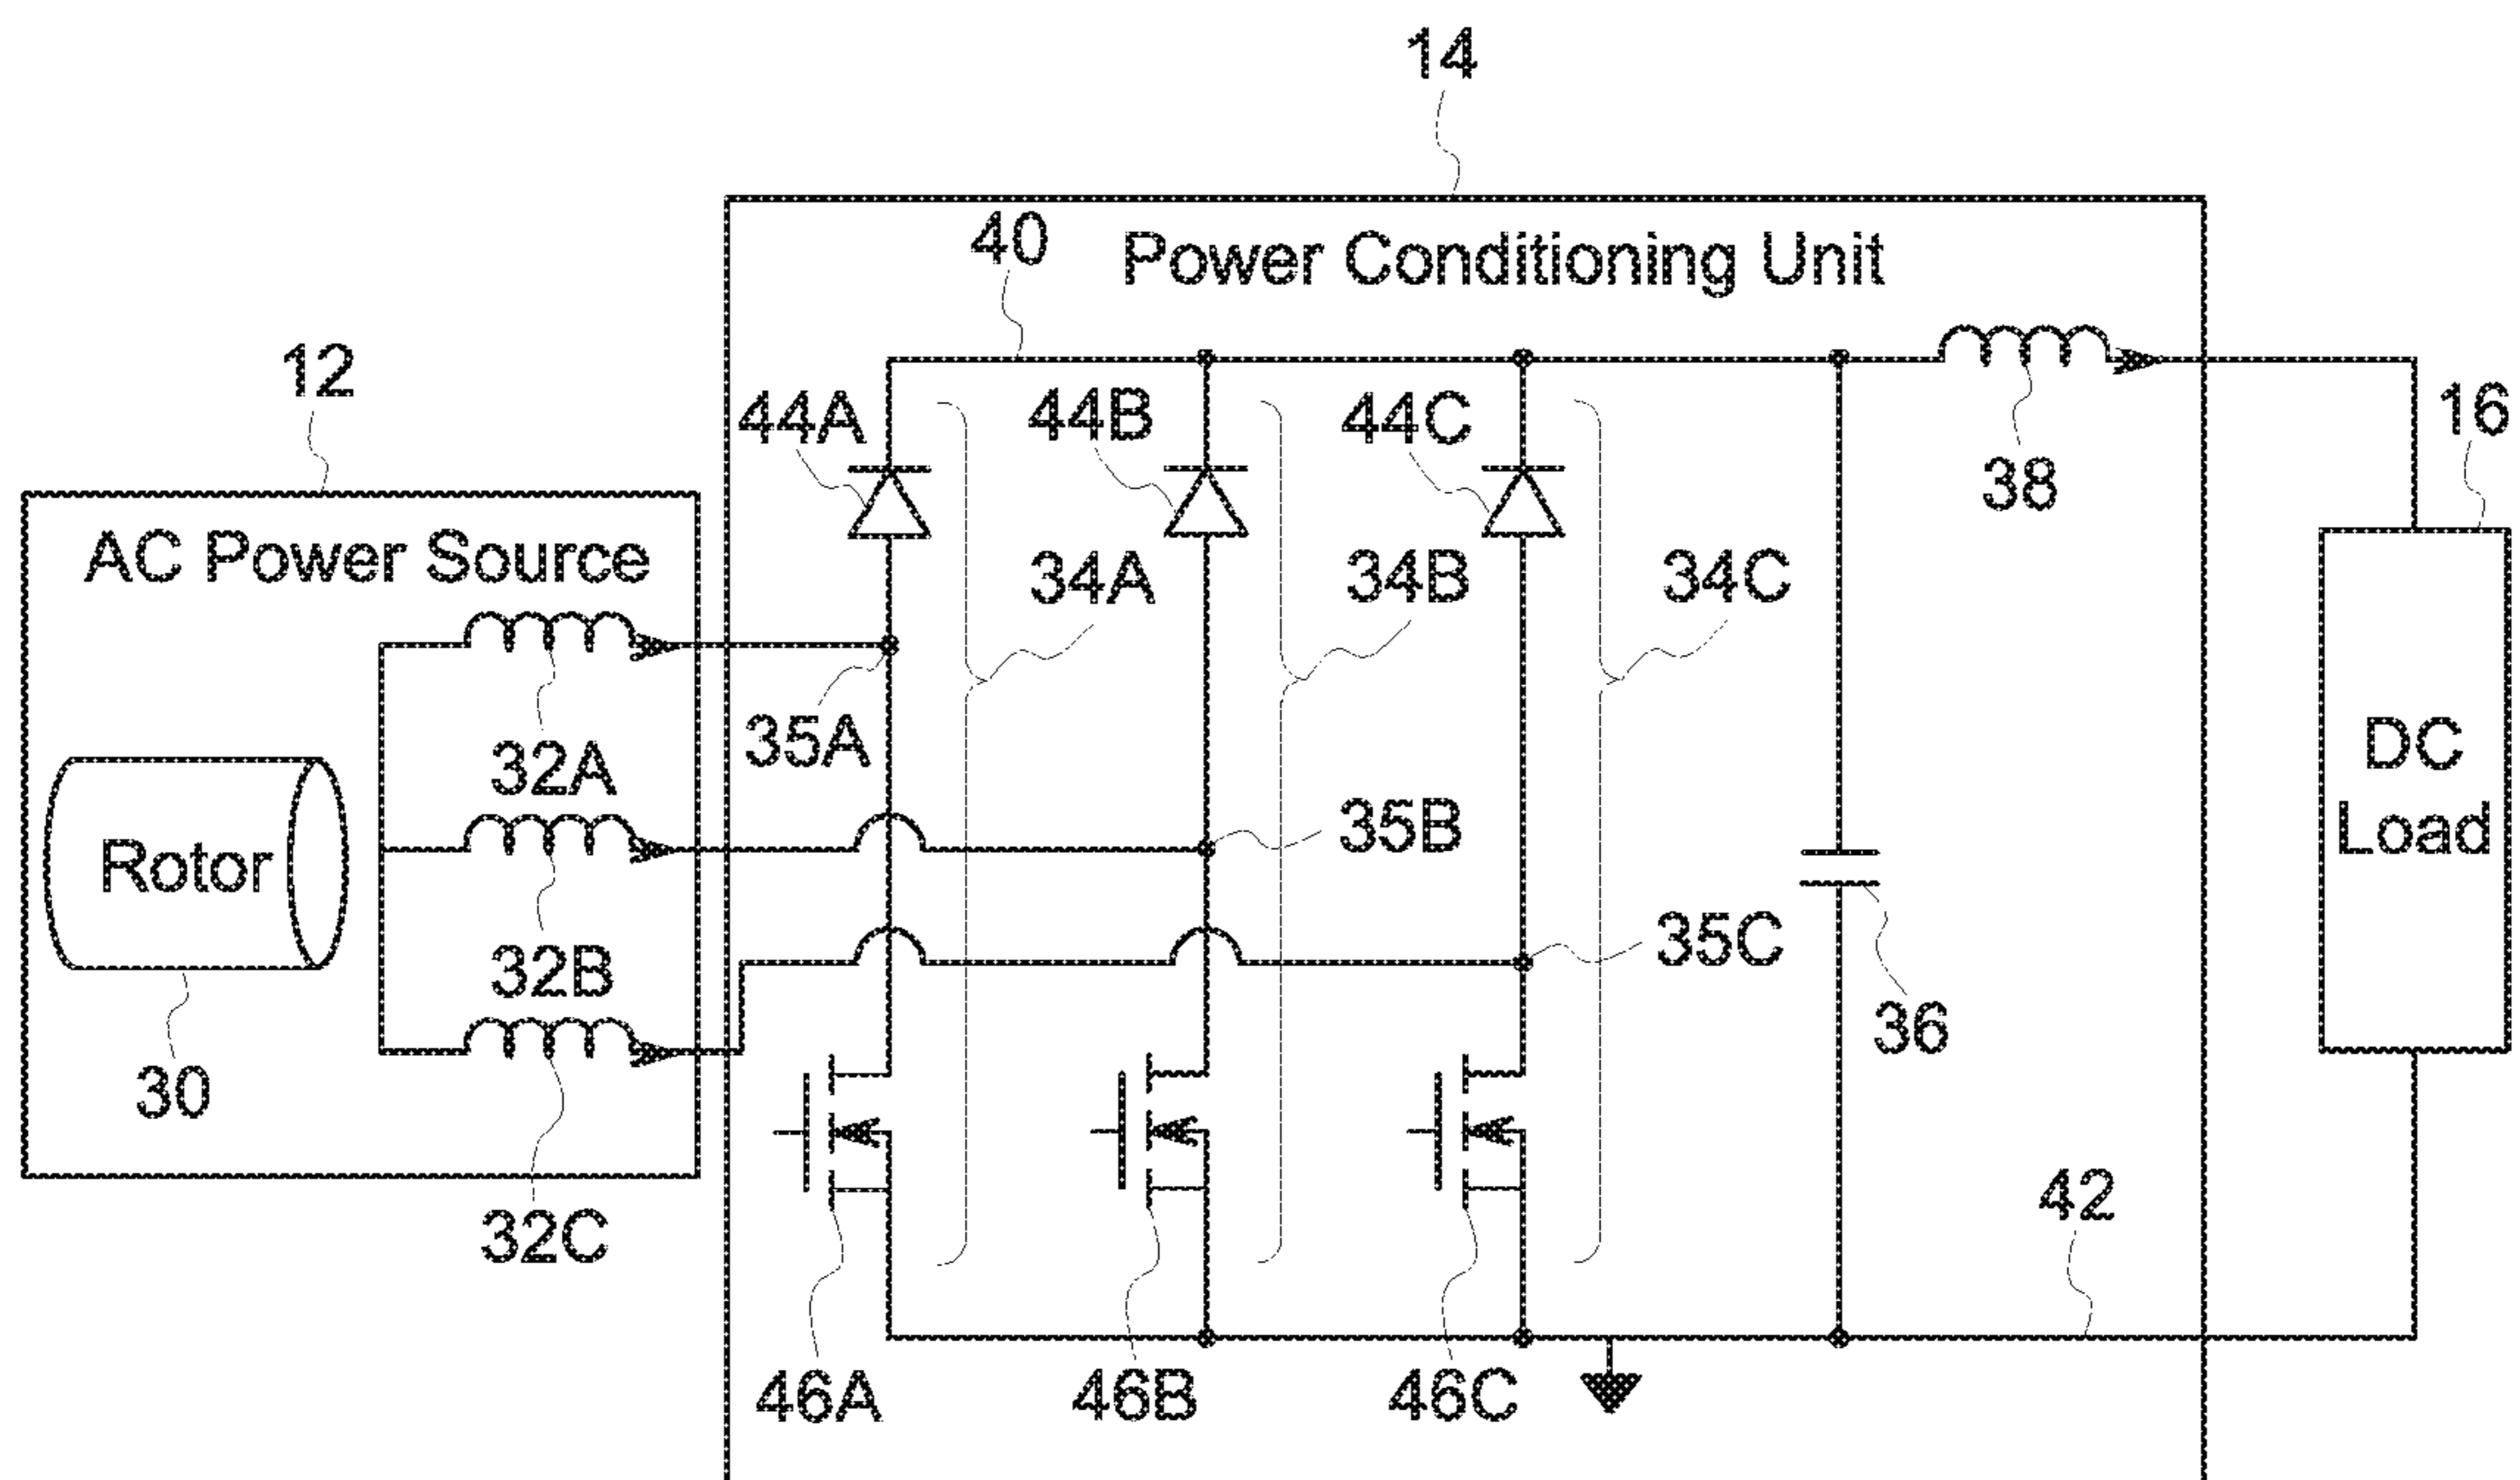 14
40
Power Conditioning Unit
12
44A
44B
44C
16
38
AC Power Source
34A
34B
34C
35A
32A
DC
Load
35B
Rotor
35C
32B
36
30
42
32C
46A
46B
46C